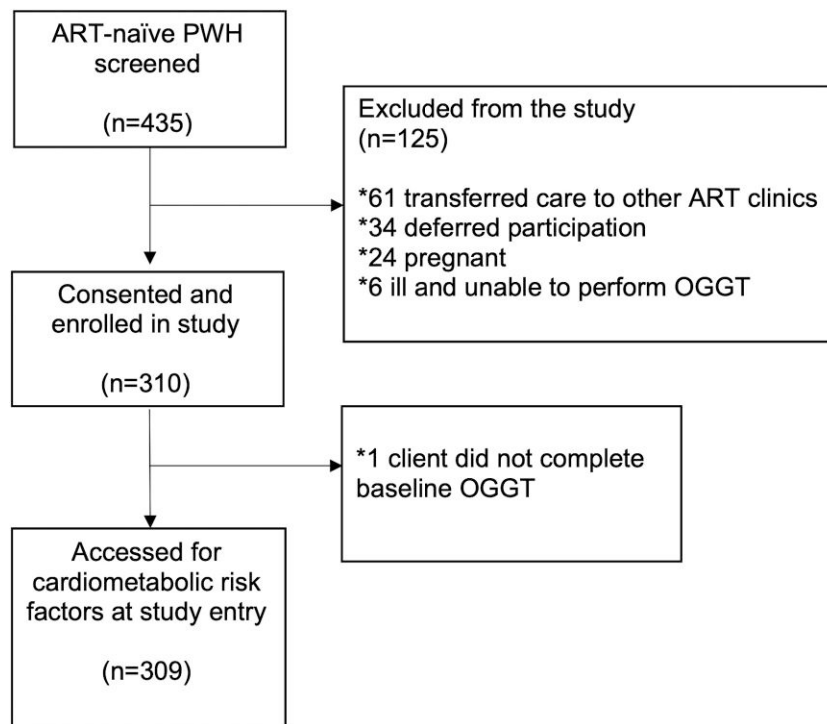 ART-naïve PWH
screened
(n=435)
Excluded from the study
(n=125)
*61 transferred care to other ART clinics
*34 deferred participation
*24 pregnant
*6 ill and unable to perform OGGT
Consented and
enrolled in study
(n=310)
*1 client did not complete
baseline OGGT
Accessed for
cardiometabolic risk
factors at study entry
(n=309)